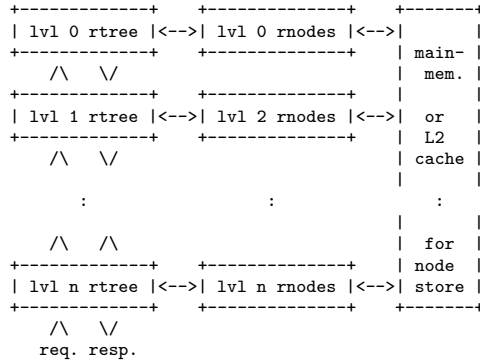 +-------------+    +--------------+    +-------+
| lvl 0 rtree |<-->| lvl 0 rnodes |<-->|       |
+-------------+    +--------------+    | main- |
    /\   \/                            |  mem. |
+-------------+    +--------------+    |       |
| lvl 1 rtree |<-->| lvl 2 rnodes |<-->|  or   |
+-------------+    +--------------+    |  L2   |
    /\   \/                            | cache |
                                       |       |
       :                  :                :
                                       |       |
    /\   /\                            |  for  |
+-------------+    +--------------+    | node  |
| lvl n rtree |<-->| lvl n rnodes |<-->| store |
+-------------+    +--------------+    +-------+
    /\   \/
   req. resp.